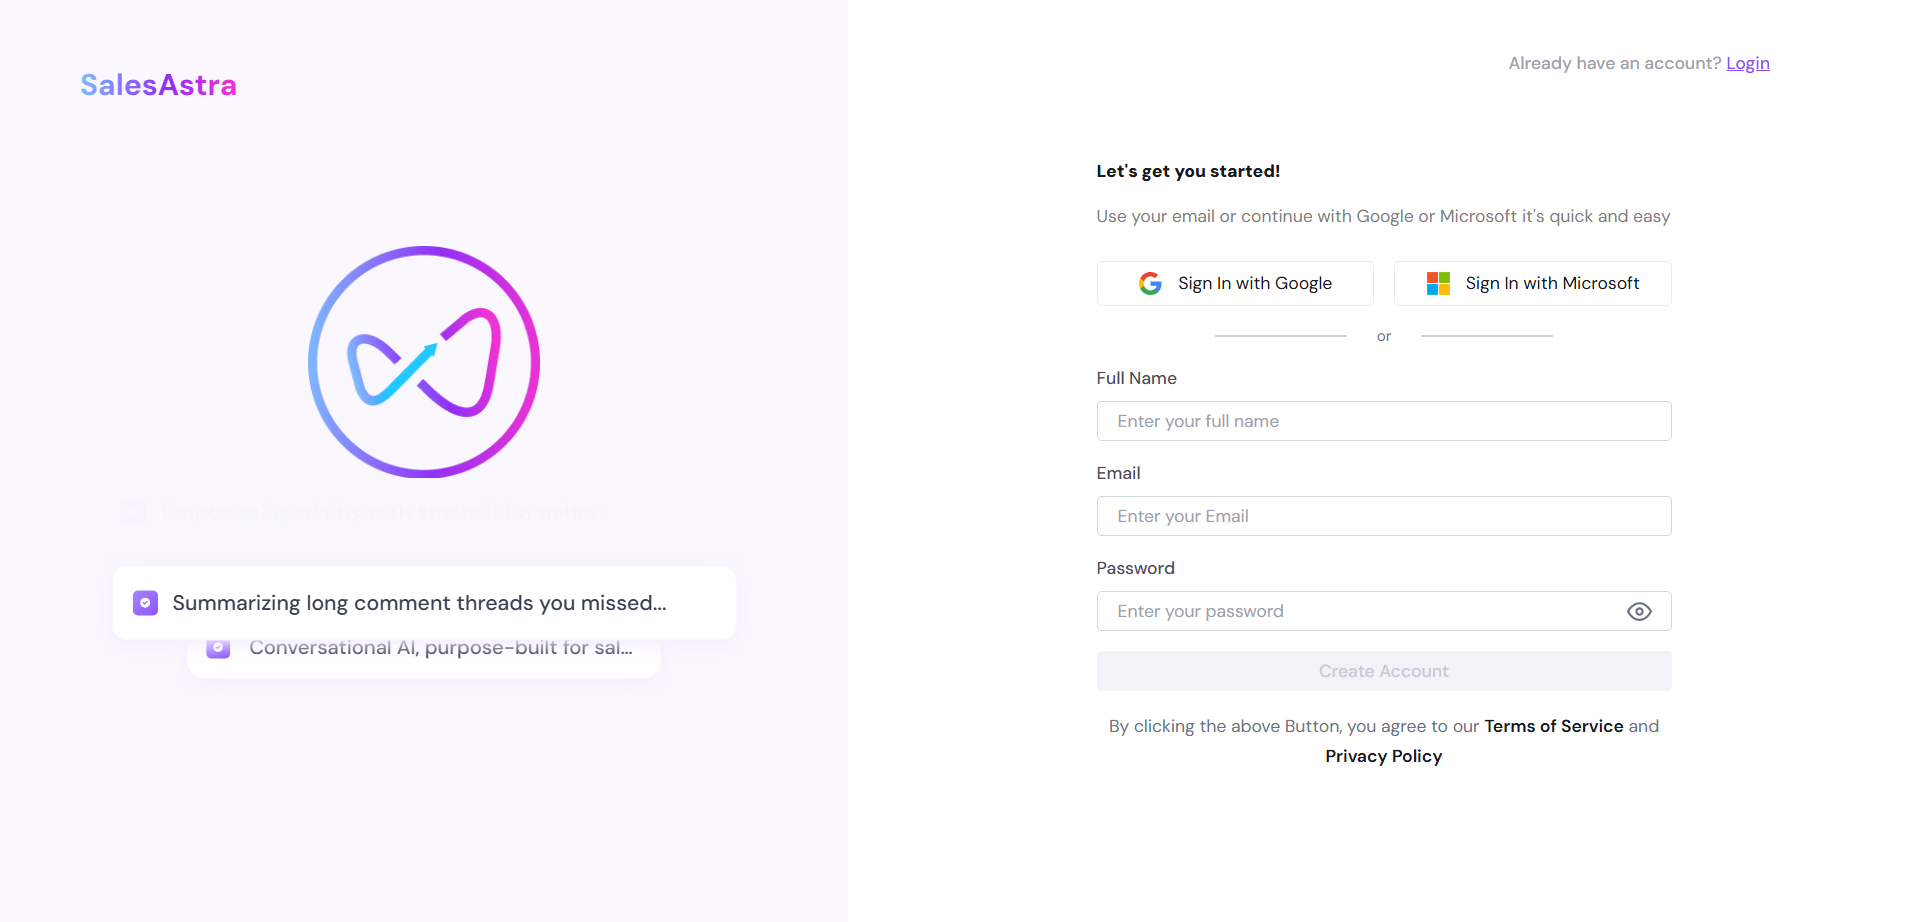 SalesAstra
Already have an account? Login
Let's get you started!
Use your email or continue with Google or Microsoft it's quick and easy
Sign In with Google
Sign In with Microsoft
or
Full Name
Enter your full name
Email
Enter your Email
Password
Enter your password
Create Account
By clicking the above Button, you agree to our Terms of Service and
Privacy Policy
Summarizing long comment threads you missed...
Conversational AI, purpose-built for sal...